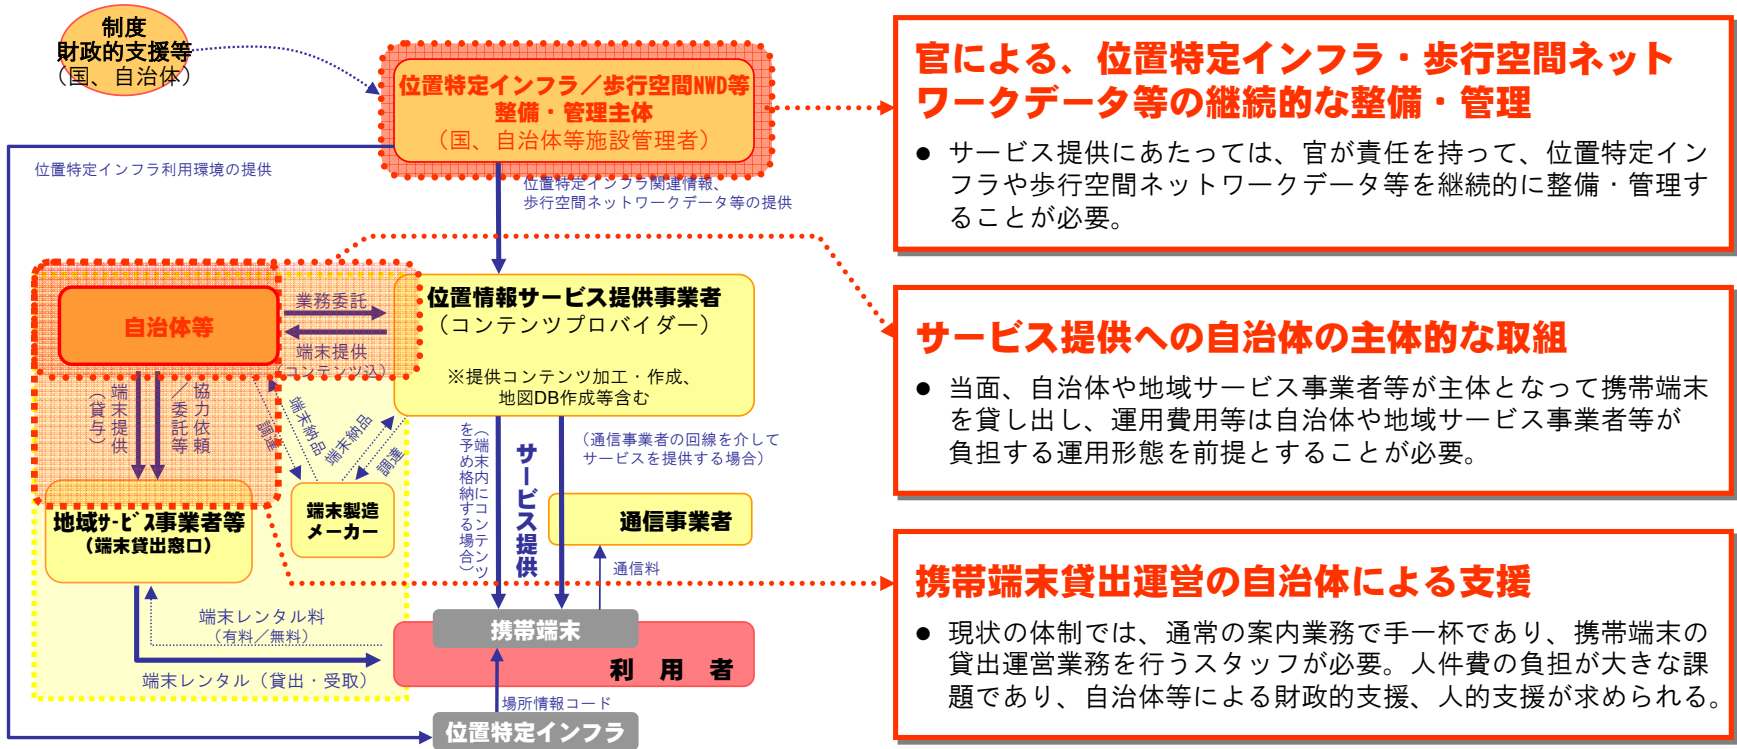 制度
財政的支援等
（国、自治体）
位置特定インフラ／歩行空間NWD等
整備・管理主体
（国、自治体等施設管理者）
位置特定インフラ利用環境の提供
位置特定インフラ関連情報、
歩行空間ネットワークデータ等の提供
自治体等
業務委託
端末提供
（コンテンツ込）
位置情報サービス提供事業者
（コンテンツプロバイダー）
※提供コンテンツ加工・作成、
地図DB作成等含む
端末提供
（貸与）
協力依頼
／委託等
調達
端末納品
端末納品
調達
地域ｻｰﾋﾞｽ事業者等
（端末貸出窓口）
端末製造
メーカー
（端末内にコンテンツ
を予め格納する場合）
サービス提供
（通信事業者の回線を介して
サービスを提供する場合）
通信事業者
通信料
端末レンタル料
（有料／無料）
端末レンタル（貸出・受取）
携帯端末
利　用　者
場所情報コード
位置特定インフラ
官による、位置特定インフラ・歩行空間ネット
ワークデータ等の継続的な整備・管理
● サービス提供にあたっては、官が責任を持って、位置特定イン
フラや歩行空間ネットワークデータ等を継続的に整備・管理す
ることが必要。
サービス提供への自治体の主体的な取組
● 当面、自治体や地域サービス事業者等が主体となって携帯端末
を貸し出し、運用費用等は自治体や地域サービス事業者等が
負担する運用形態を前提とすることが必要。
携帯端末貸出運営の自治体による支援
● 現状の体制では、通常の案内業務で手一杯であり、携帯端末の
貸出運営業務を行うスタッフが必要。人件費の負担が大きな課
題であり、自治体等による財政的支援、人的支援が求められる。